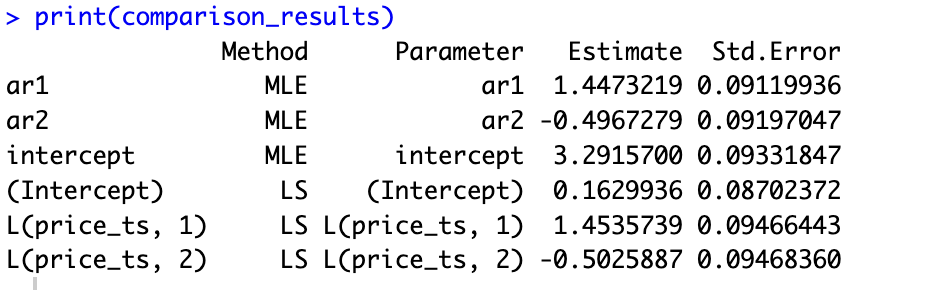 > print(comparison_results)
Method Parameter Estimate Std.Error
ar1 MLE ar1 1.4473219 0.09119936
ar2 MLE ar2 -0.4967279 0.09197047
intercept MLE intercept 3.2915700 0.09331847
(Intercept) LS (Intercept) 0.1629936 0.08702372
L(price_ts, 1) LS L(price_ts, 1) 1.4535739 0.09466443
L(price_ts, 2) LS L(price_ts, 2) -0.5025887 0.09468360